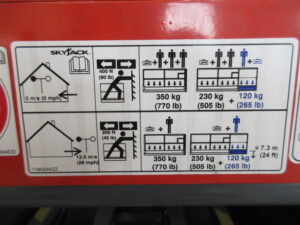 SKYJACK
400 N
(90 lb)
0 m/s (0 mph)
350 kg
(770 lb)
230 kg
(505 lb)
+
120 kg
(265 lb)
200 N
(45 lb)
12.5 m/s
(28 mph)
350 kg
(770 lb)
230 kg
(505 lb)
+
120 kg
(265 lb)
< 7.3 m
(24 ft)